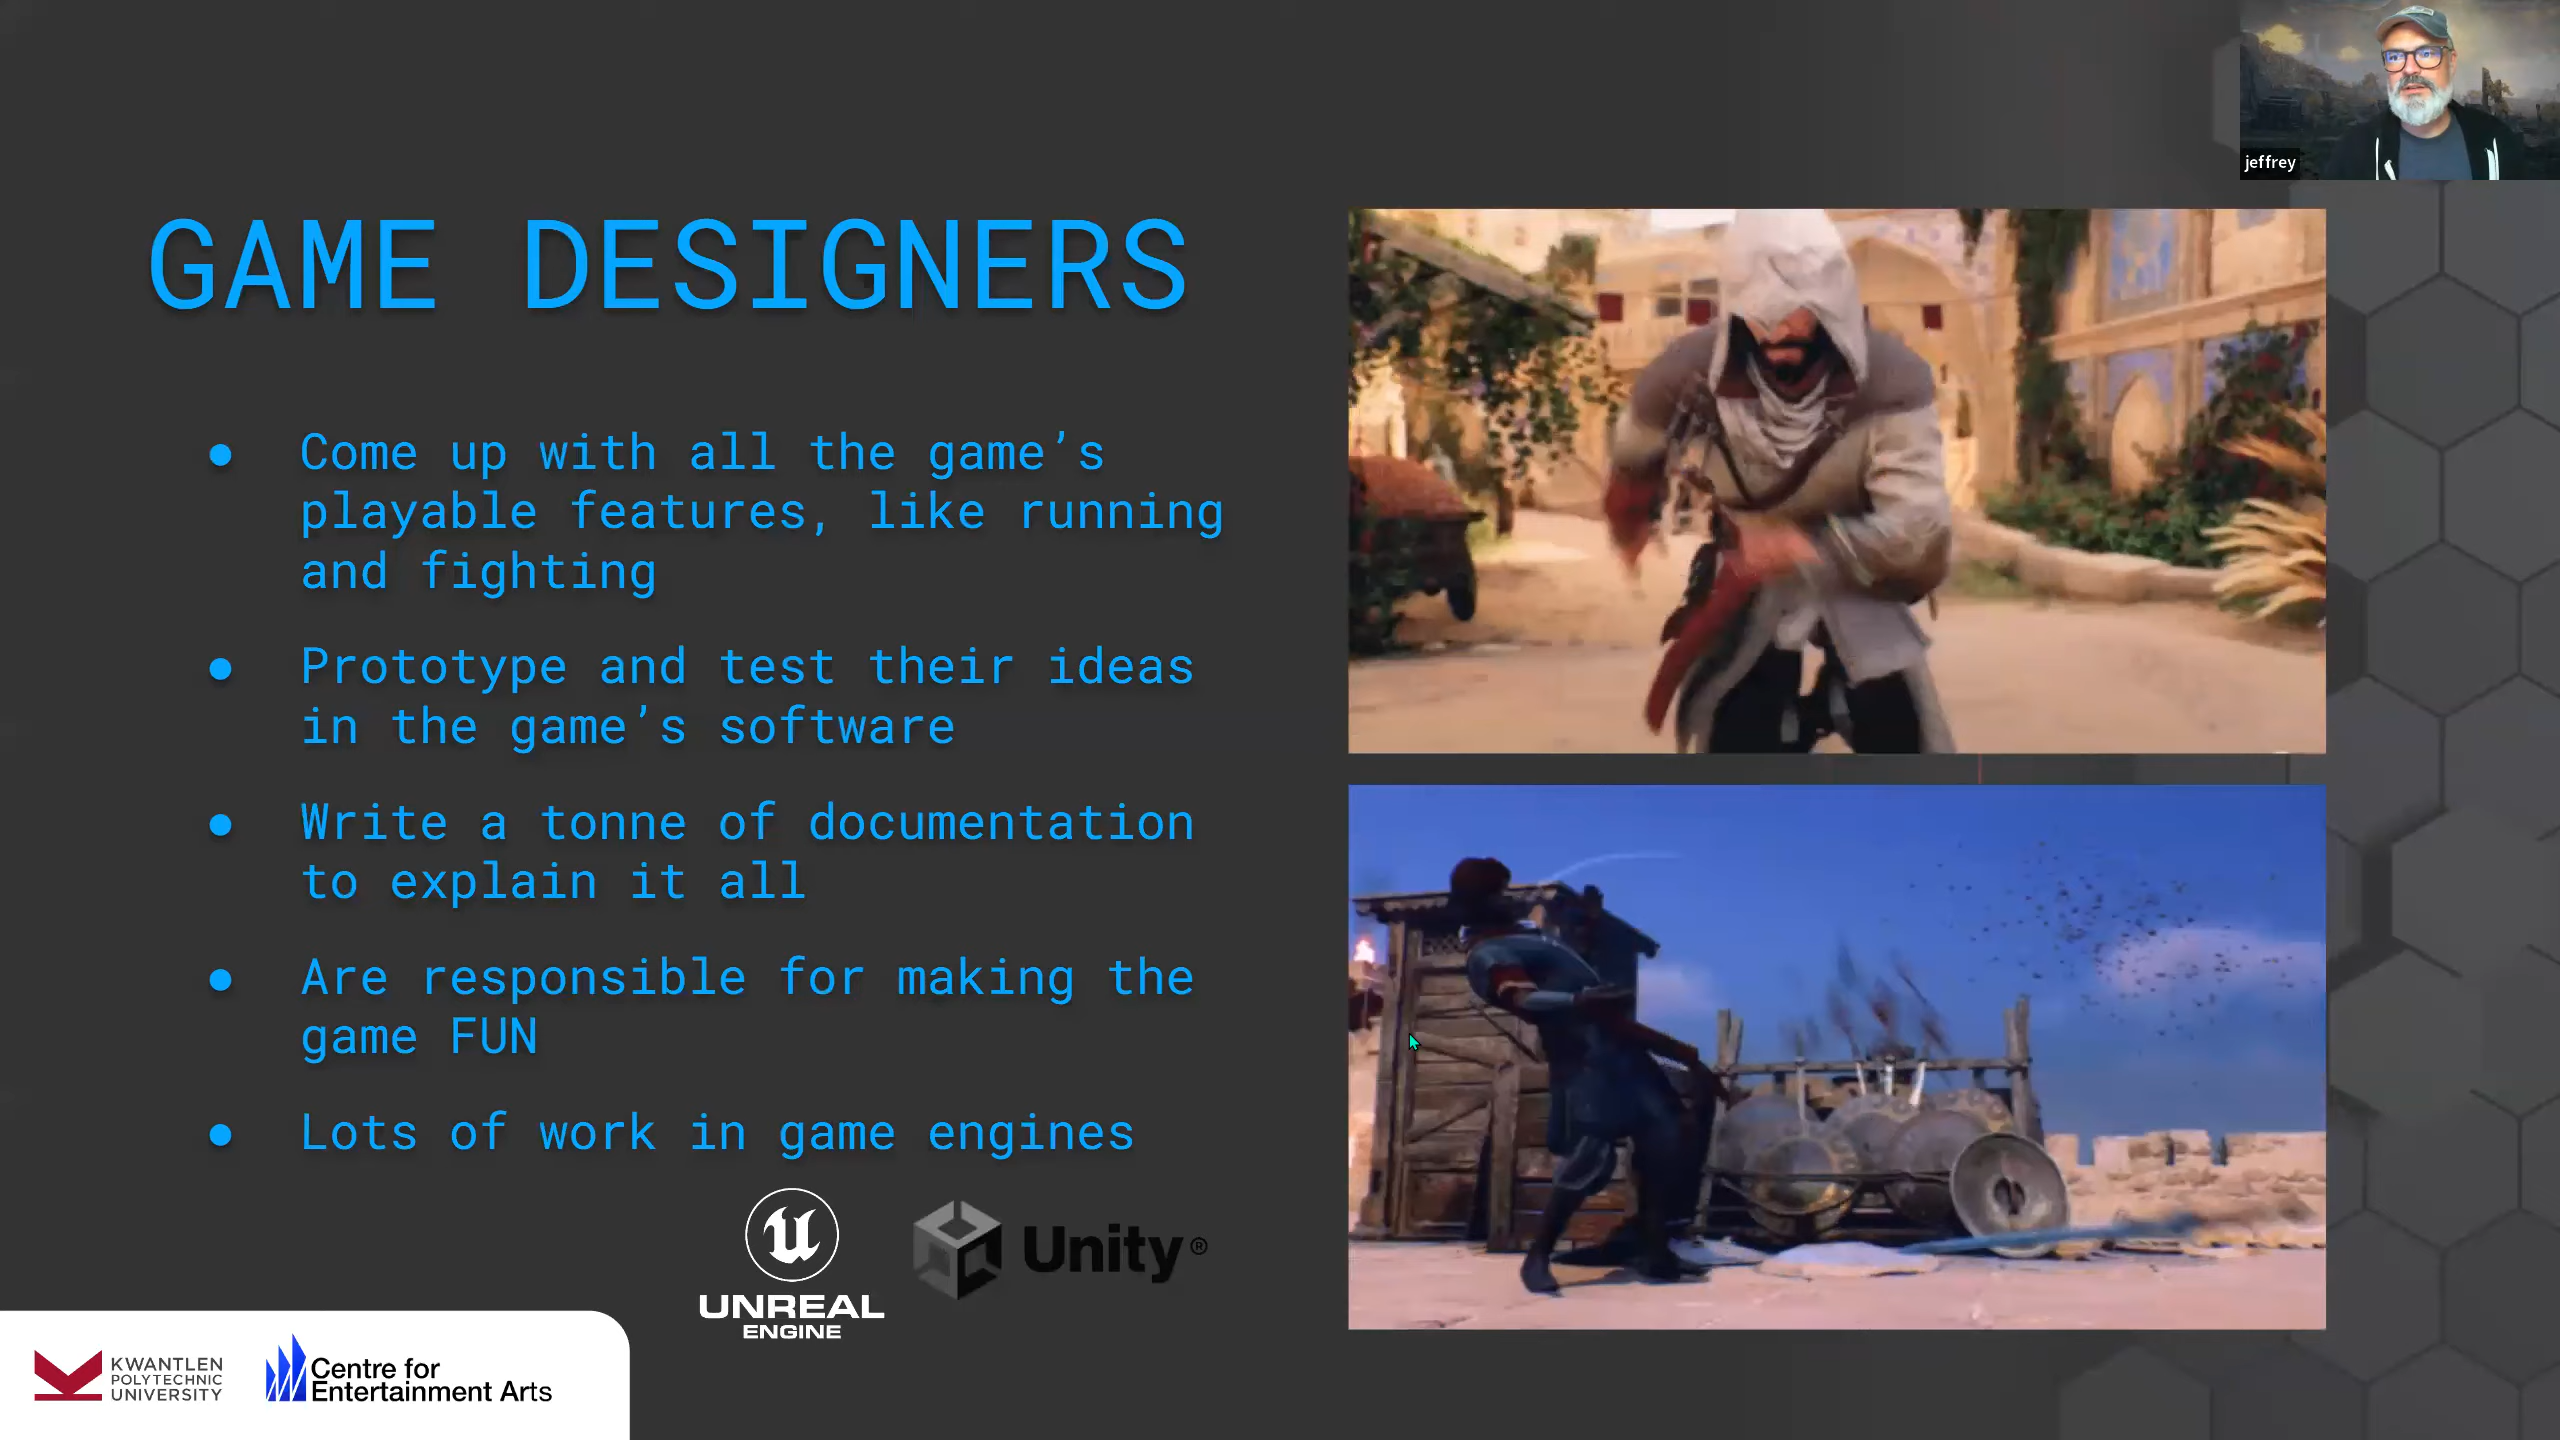 jeffrey
GAME DESIGNERS
● Come up with all the game’s
playable features, like running
and fighting
● Prototype and test their ideas
in the game’s software
● Write a tonne of documentation
to explain it all
● Are responsible for making the
game FUN
● Lots of work in game engines
UNREAL
ENGINE
Unity®
KWANTLEN
POLYTECHNIC
UNIVERSITY
Centre for
Entertainment Arts